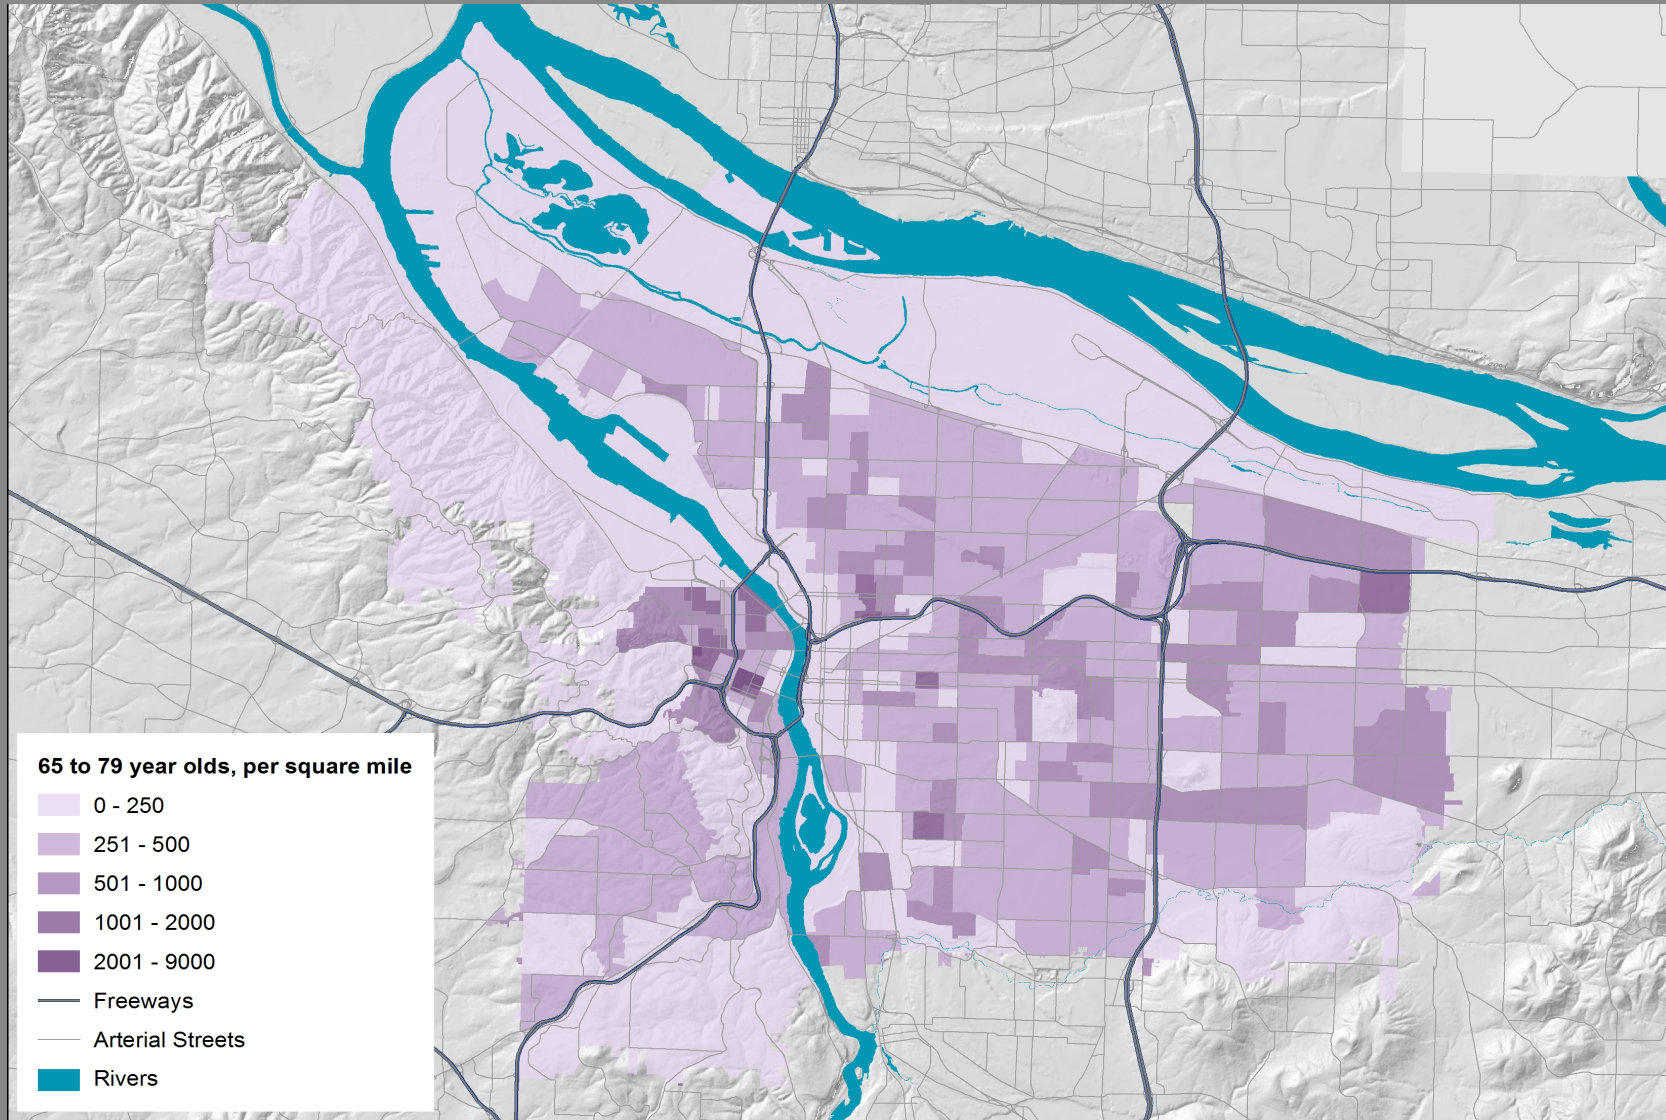 65 to 79 year olds, per square mile
0 - 250
251 - 500
501 - 1000
1001 - 2000
2001 - 9000
Freeways
Arterial Streets
Rivers